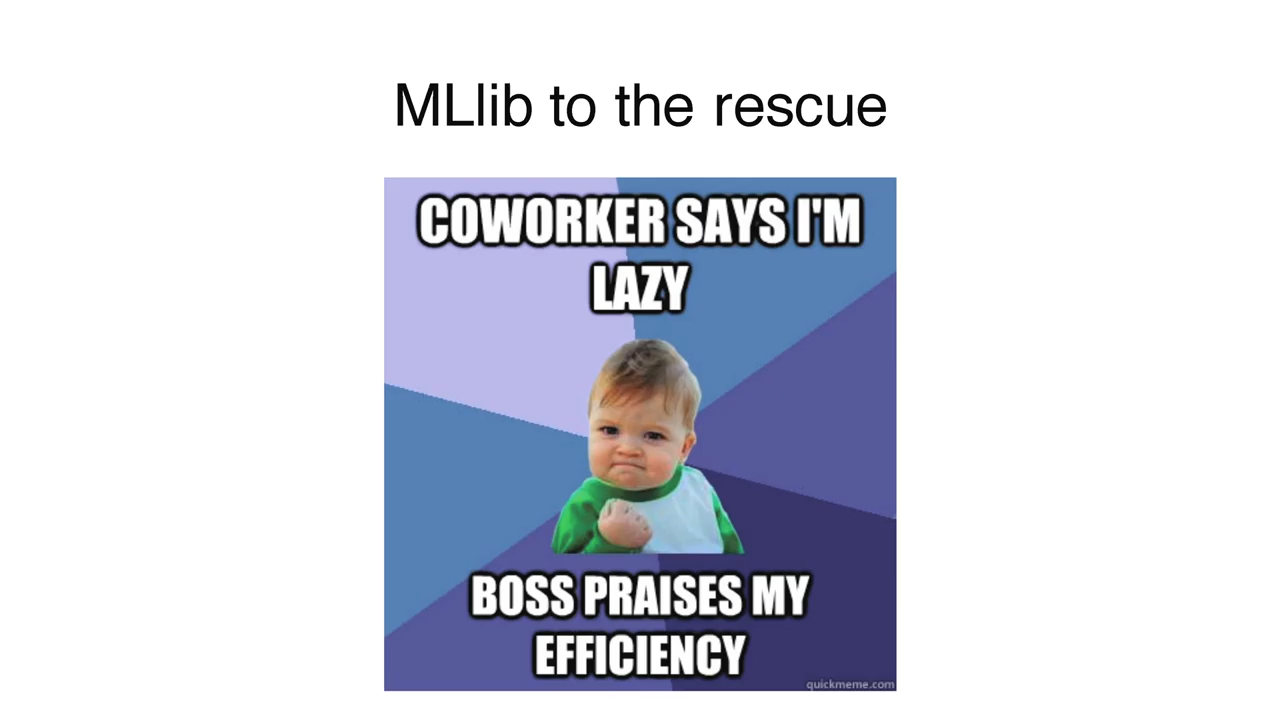 MLlib to the rescue
COWORKER SAYS I'M
LAZY
BOSS PRAISES MY
EFFICIENCY
quickmeme.com